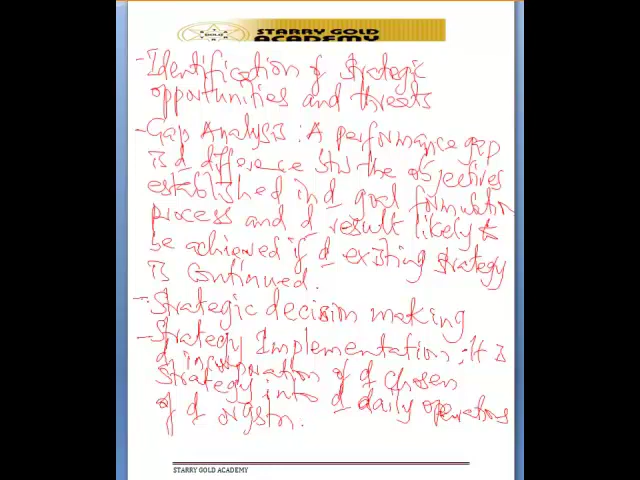 STARRY GOLD
ACADEMY
- Identification of strategic
opportunities and threats
- Gap Analysis: A performance gap
is d difference btw the objectives
established in d goal formulation
process and d result likely to
be achieved if d existing strategy
is continued.
- Strategic decision making
- Strategy Implementation: It is
d incorporation of d chosen
strategy into d daily operations
of d orgstn.
STARRY GOLD ACADEMY